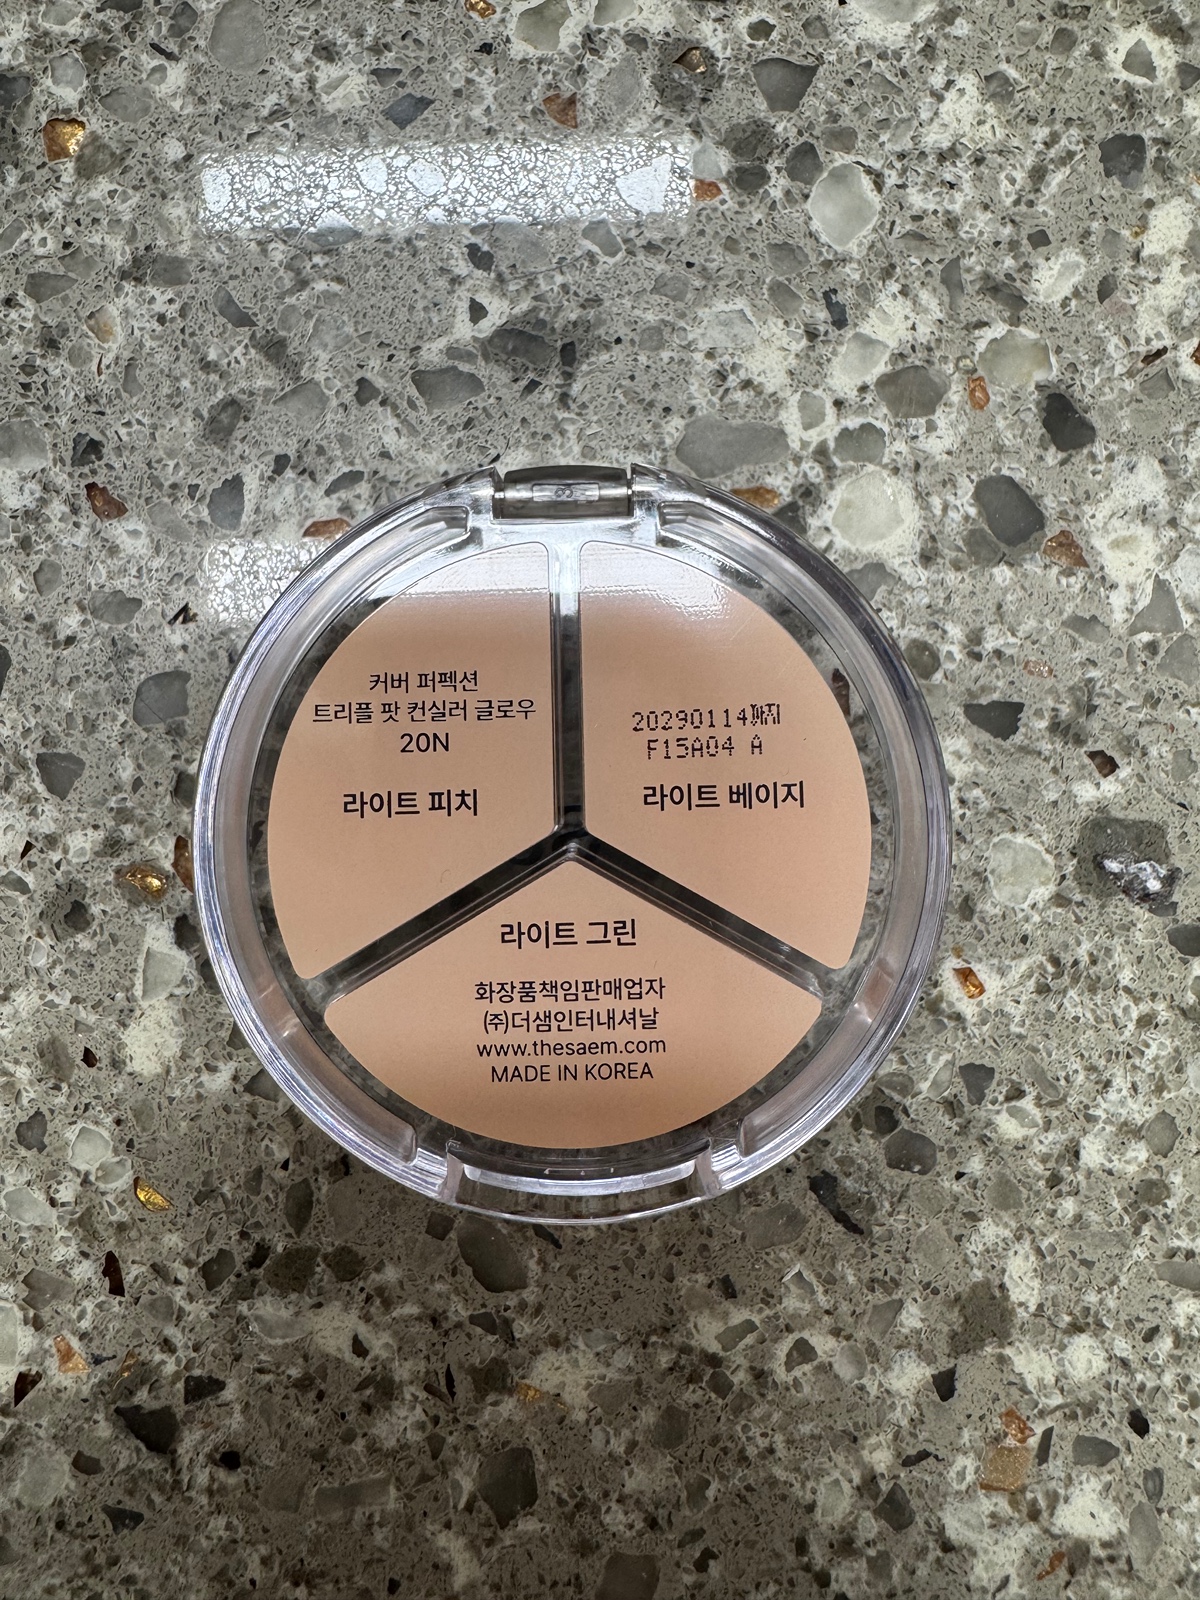 커버 퍼펙션
트리플 팟 컨실러 글로우
20N
라이트 피치
20290114까지
F15A04 A
라이트 베이지
라이트 그린
화장품책임판매업자
㈜더샘인터내셔날
www.thesaem.com
MADE IN KOREA